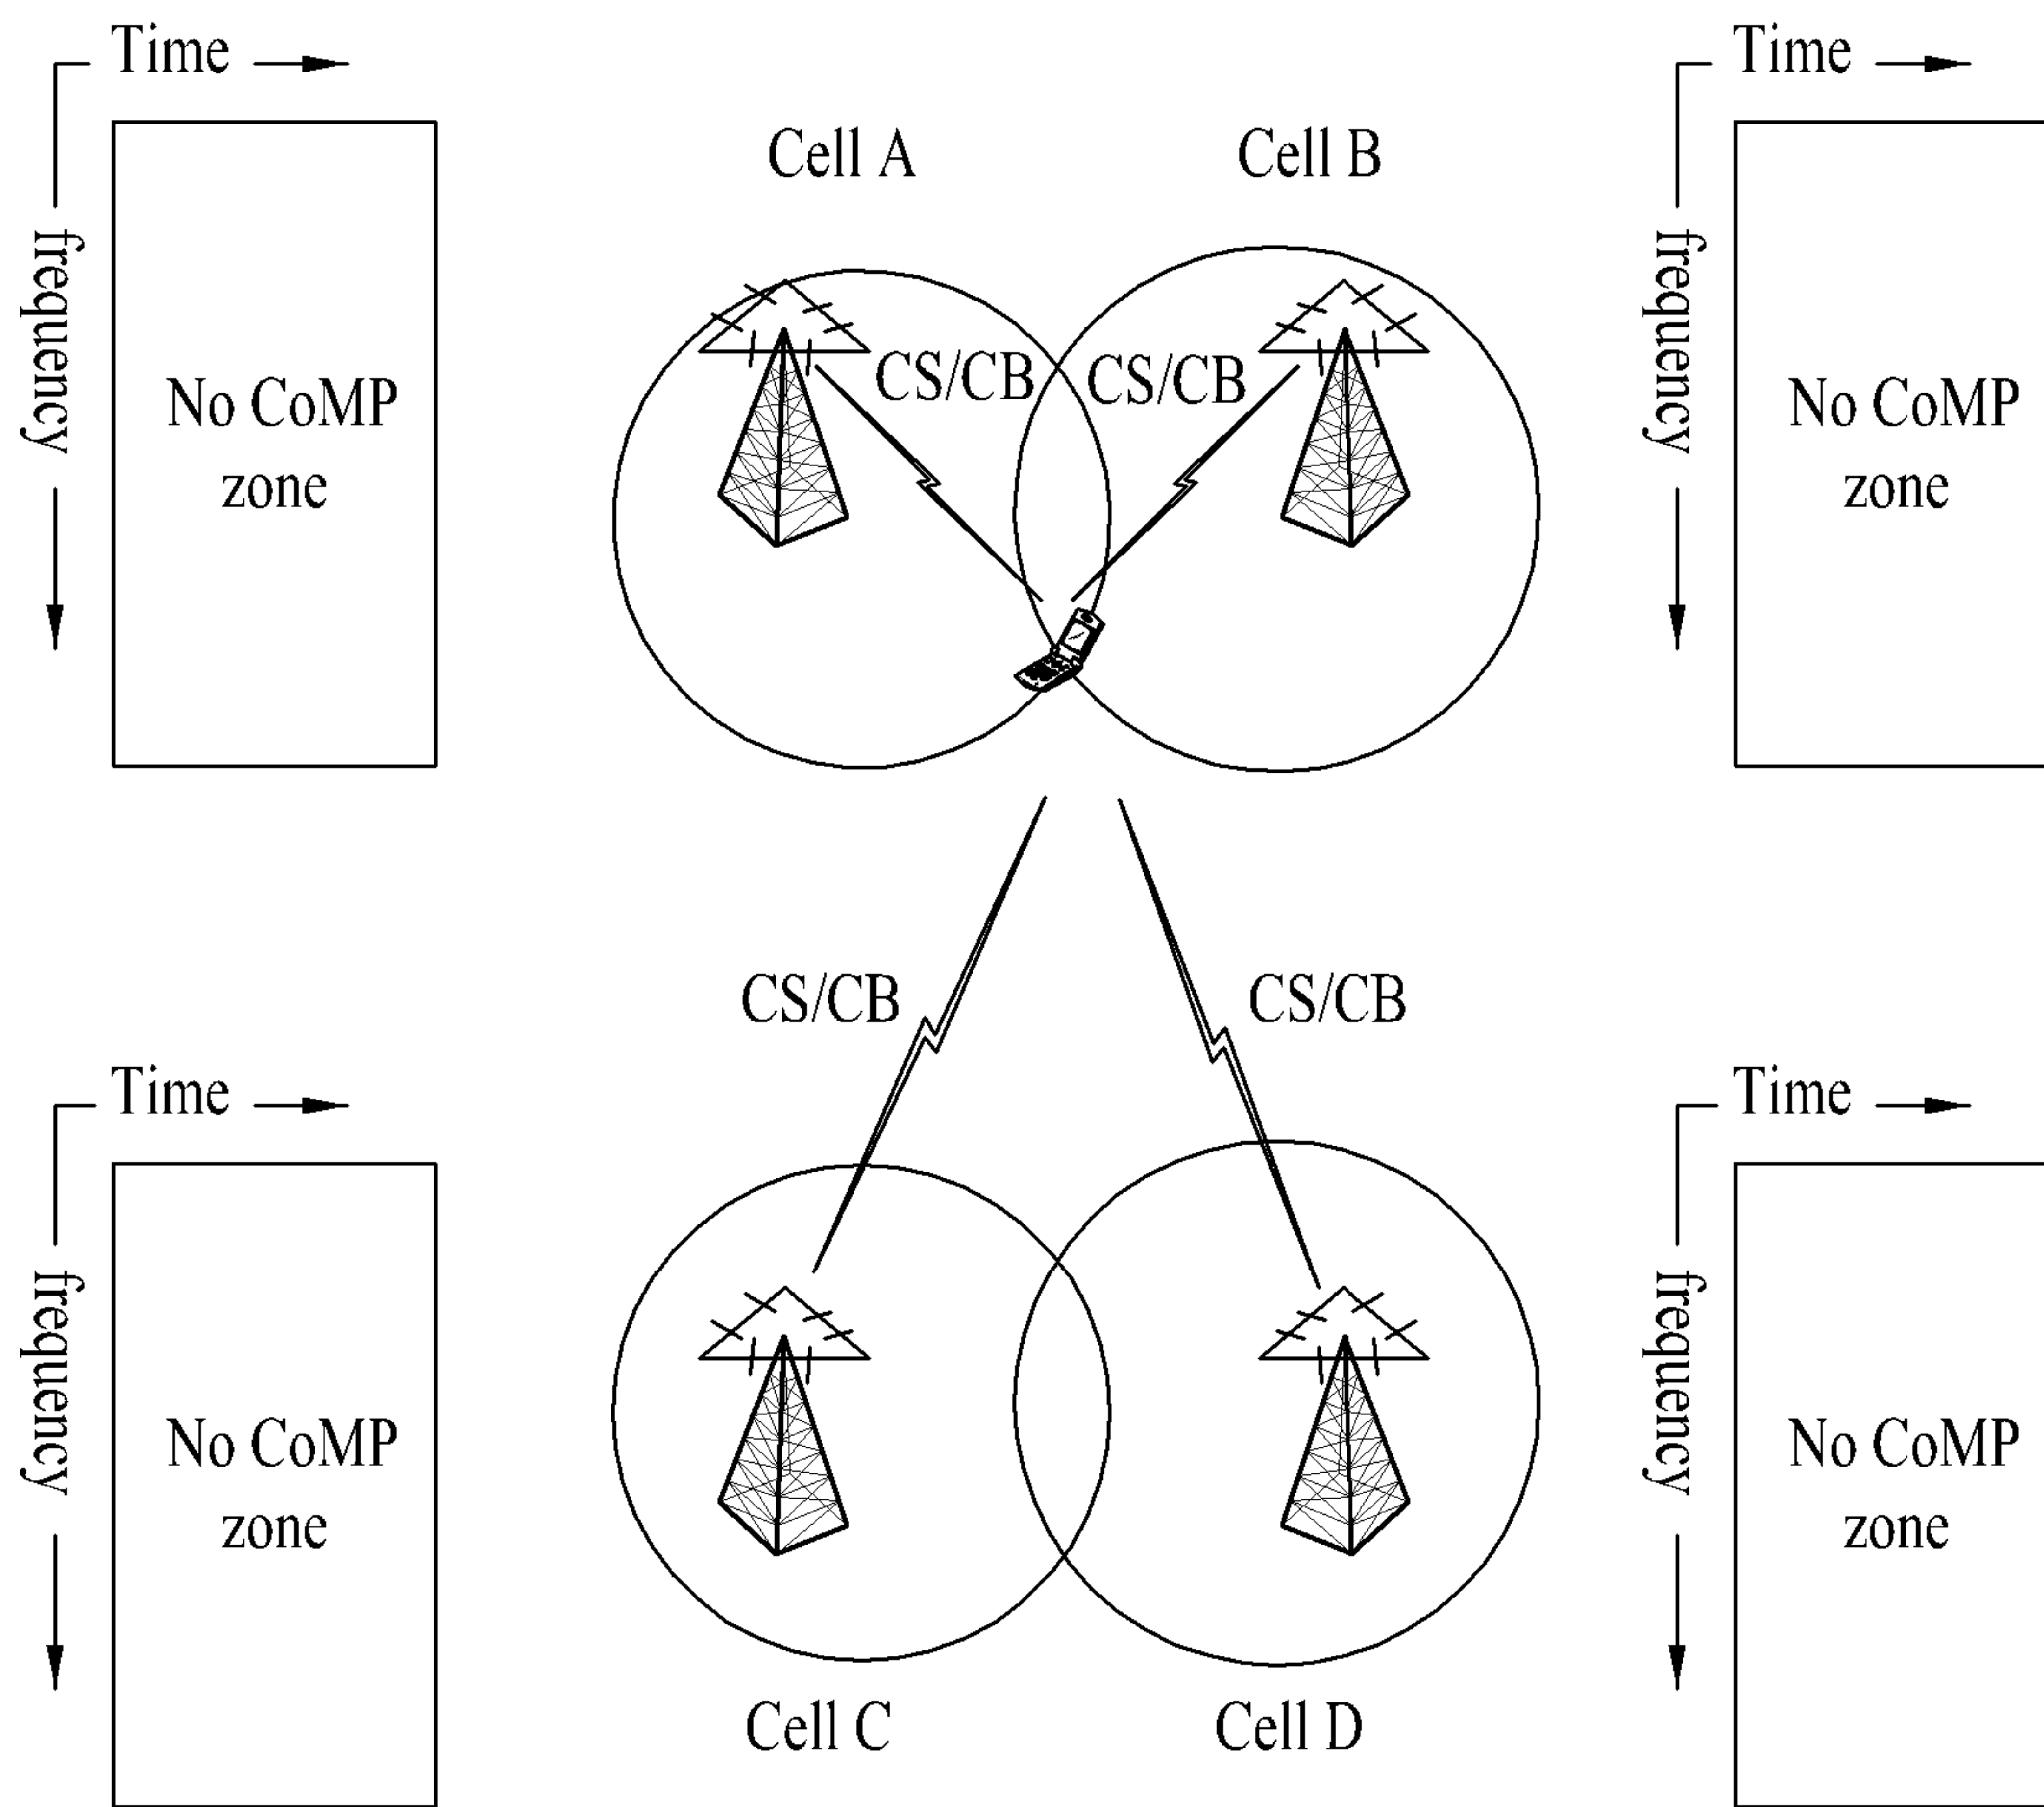 Time
Time
Cell A
Cell B
frequency
frequency
CS/CB
CS/CB
No CoMP
zone
No CoMP
zone
CS/CB
CS/CB
Time
Time
frequency
frequency
No CoMP
zone
No CoMP
zone
Cell C
Cell D